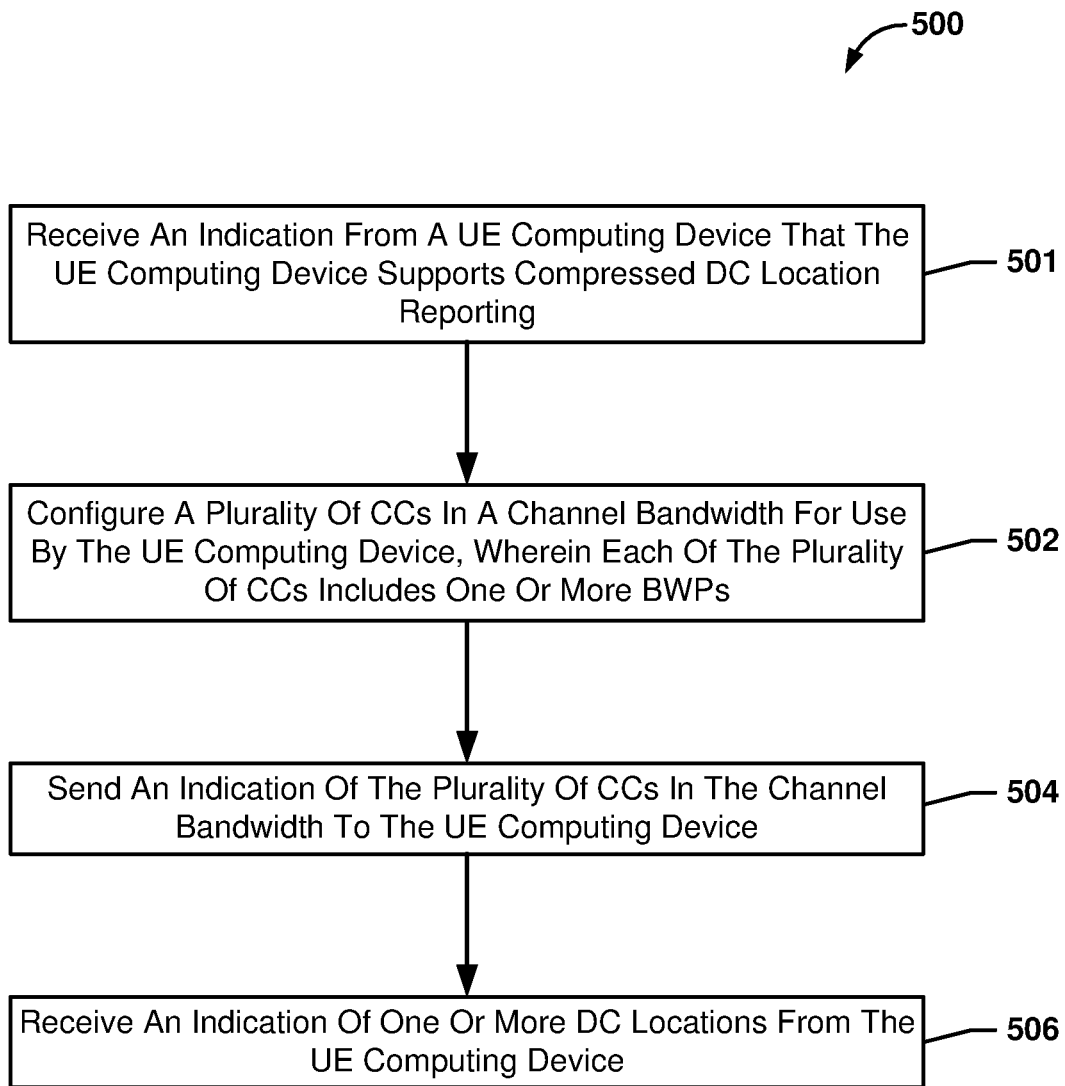 500
Receive An Indication From A UE Computing Device That The
UE Computing Device Supports Compressed DC Location
Reporting
501
Configure A Plurality Of CCs In A Channel Bandwidth For Use
By The UE Computing Device, Wherein Each Of The Plurality
Of CCs Includes One Or More BWPs
502
Send An Indication Of The Plurality Of CCs In The Channel
Bandwidth To The UE Computing Device
504
Receive An Indication Of One Or More DC Locations From The
UE Computing Device
506